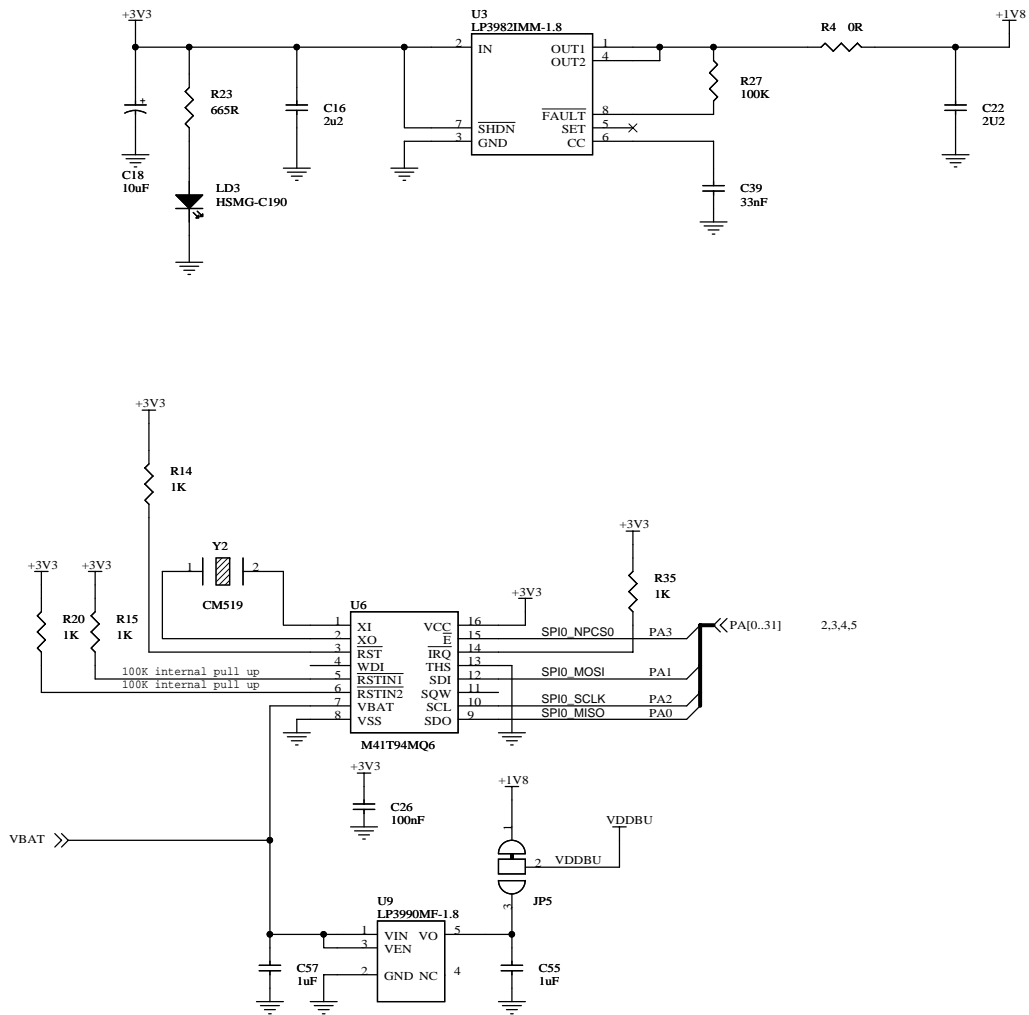 +3V3
U3
LP3982IMM-1.8
+1V8
R4 0R
2 IN
OUT1 1
OUT2 4
R23
665R
C16
2u2
R27
100K
FAULT 8
SET 5
CC 6
7 SHDN
3 GND
C22
2U2
C18
10uF
LD3
HSMG-C190
C39
33nF
+3V3
R14
1K
+3V3
+3V3
+3V3
Y2
1 2
CM519
R35
1K
+3V3
R20
1K
R15
1K
U6
1 XI
2 XO
3 RST
4 WDI
5 RSTIN1
6 RSTIN2
7 VBAT
8 VSS
VCC 16
E 15
IRQ 14
THS 13
SDI 12
SQW 11
SCL 10
SDO 9
100K internal pull up
100K internal pull up
SPI0_NPCS0 PA3
SPI0_MOSI PA1
SPI0_SCLK PA2
SPI0_MISO PA0
PA[0..31] 2,3,4,5
M41T94MQ6
+3V3
C26
100nF
+1V8
1
VDDBU
VBAT
2 VDDBU
JP5
3
U9
LP3990MF-1.8
1 VIN VO 5
3 VEN
2 GND NC 4
C57
1uF
C55
1uF